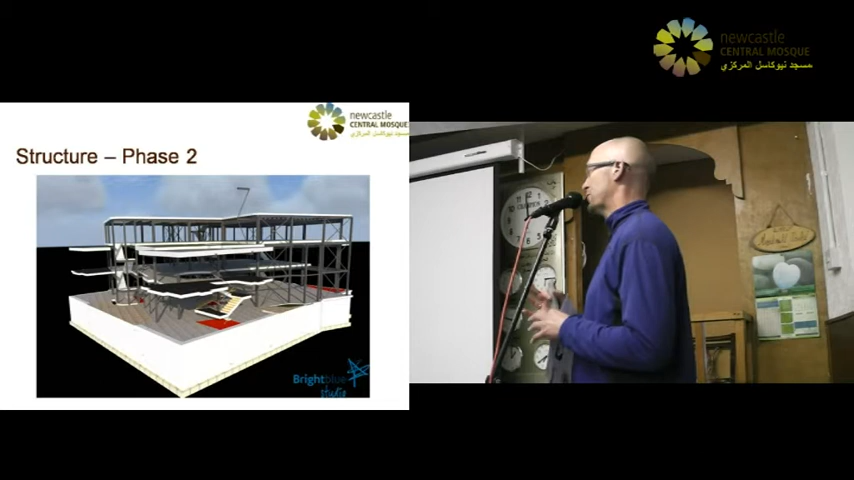 newcastle
CENTRAL MOSQUE
مسجد نيوكاسل المركزي
newcastle
CENTRAL MOSQUE
مسجد نيوكاسل المركزي
Structure – Phase 2
Brightblue
studio